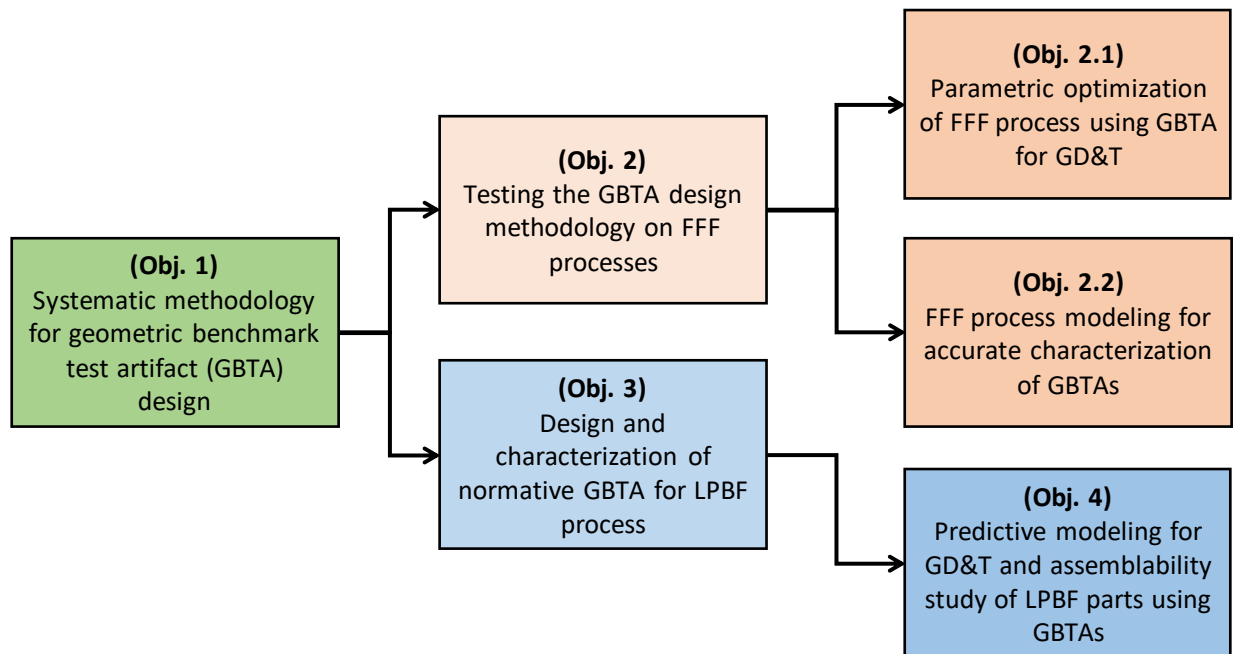 (Obj. 1)
Systematic methodology
for geometric benchmark
test artifact (GBTA)
design
(Obj. 2)
Testing the GBTA design
methodology on FFF
processes
(Obj. 3)
Design and
characterization of
normative GBTA for LPBF
process
(Obj. 2.1)
Parametric optimization
of FFF process using GBTA
for GD&T
(Obj. 2.2)
FFF process modeling for
accurate characterization
of GBTAs
(Obj. 4)
Predictive modeling for
GD&T and assemblability
study of LPBF parts using
GBTAs